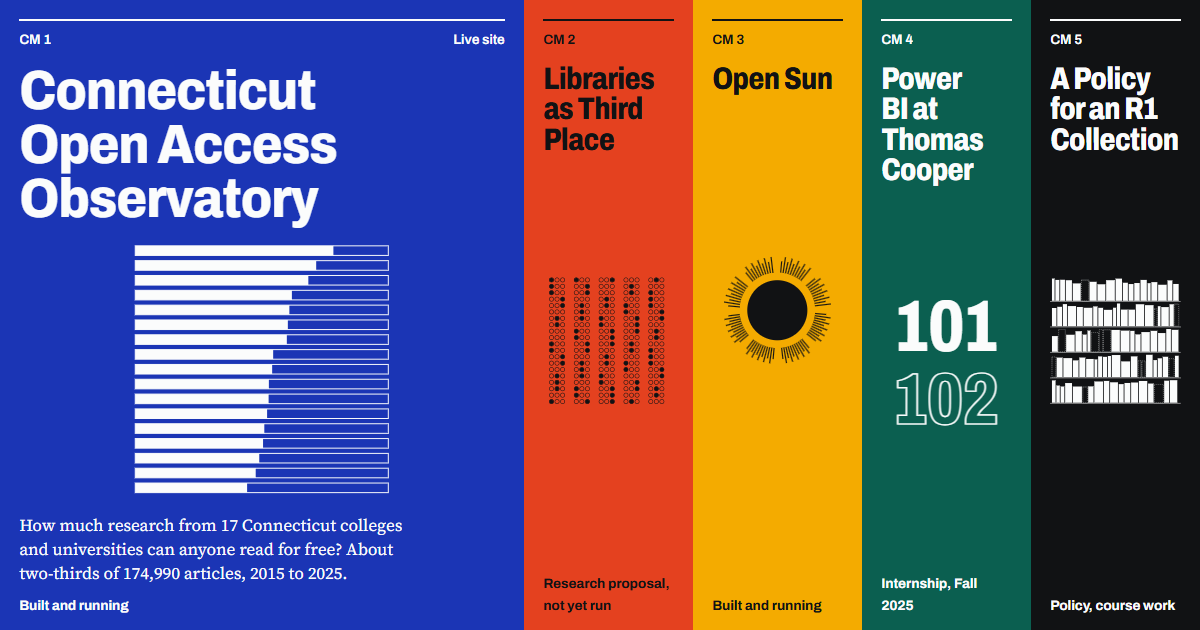 CM 1
Live site
Connecticut
Open Access
Observatory
How much research from 17 Connecticut colleges
and universities can anyone read for free? About
two-thirds of 174,990 articles, 2015 to 2025.
Built and running
CM 2
Libraries
as Third
Place
Research proposal,
not yet run
CM 3
Open Sun
Built and running
CM 4
Power
BI at
Thomas
Cooper
101
102
Internship, Fall
2025
CM 5
A Policy
for an R1
Collection
Policy, course work